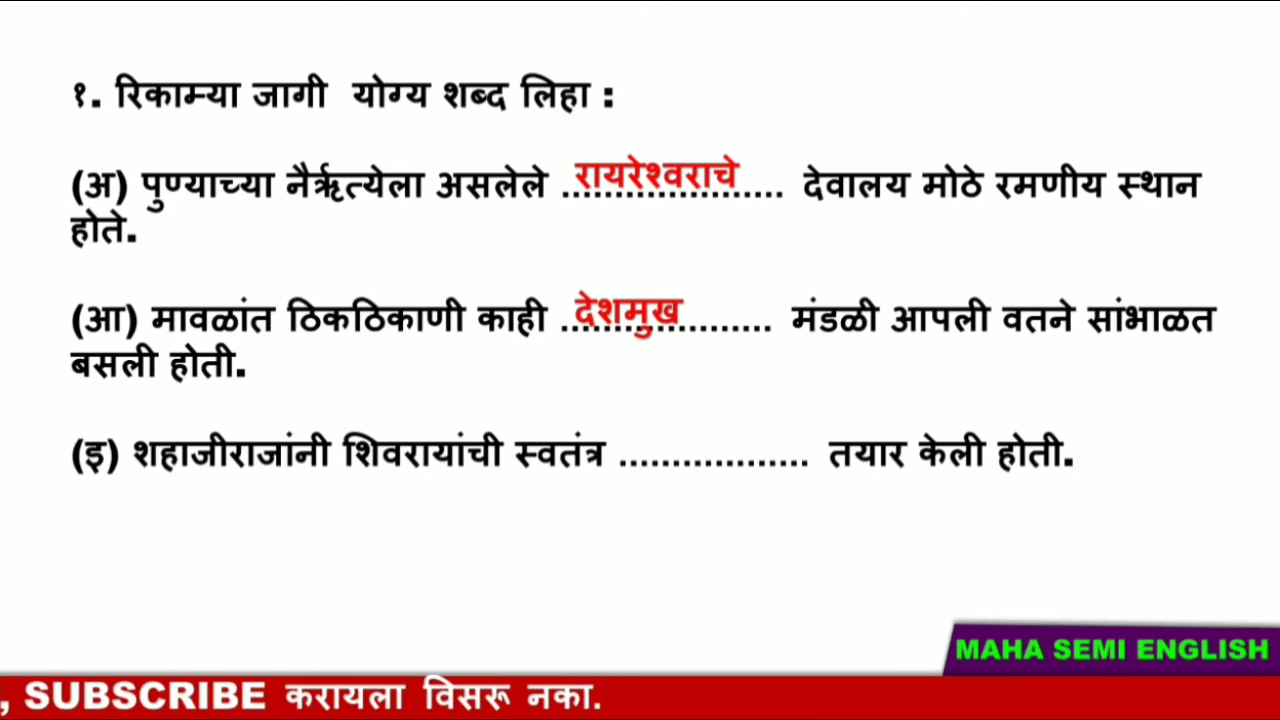 १. रिकाम्या जागी योग्य शब्द लिहा :
(अ) पुण्याच्या नैर्ऋत्येला असलेले .....रायरेश्वराचे..... देवालय मोठे रमणीय स्थान
होते.
(आ) मावळांत ठिकठिकाणी काही .....देशमुख..... मंडळी आपली वतने सांभाळत
बसली होती.
(इ) शहाजीराजांनी शिवरायांची स्वतंत्र .................. तयार केली होती.
MAHA SEMI ENGLISH
, SUBSCRIBE करायला विसरू नका.